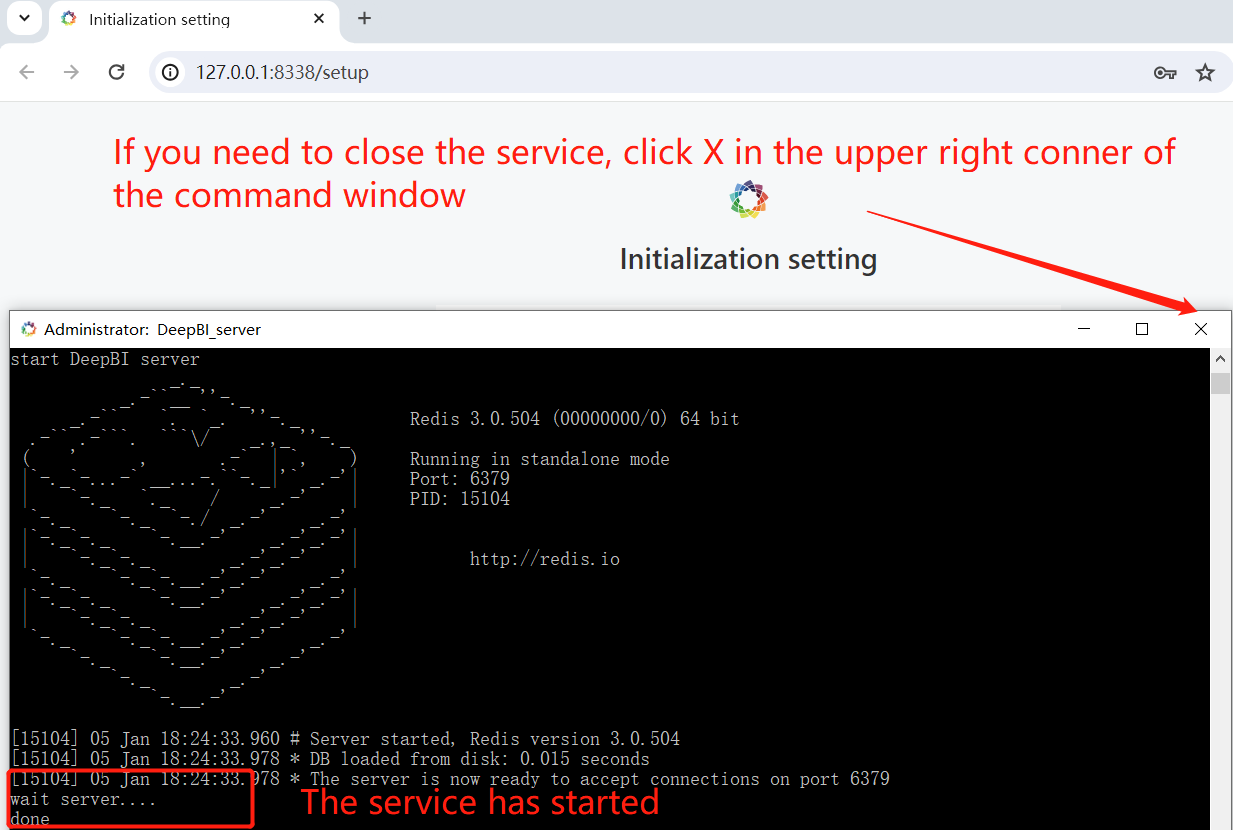 Initialization setting
127.0.0.1:8338/setup
If you need to close the service, click X in the upper right conner of
the command window
Initialization setting
Administrator: DeepBI_server
start DeepBI server
Redis 3.0.504 (00000000/0) 64 bit
Running in standalone mode
Port: 6379
PID: 15104
http://redis.io
[15104] 05 Jan 18:24:33.960 # Server started, Redis version 3.0.504
[15104] 05 Jan 18:24:33.978 * DB loaded from disk: 0.015 seconds
[15104] 05 Jan 18:24:33.978 * The server is now ready to accept connections on port 6379
wait server....
The service has started
done